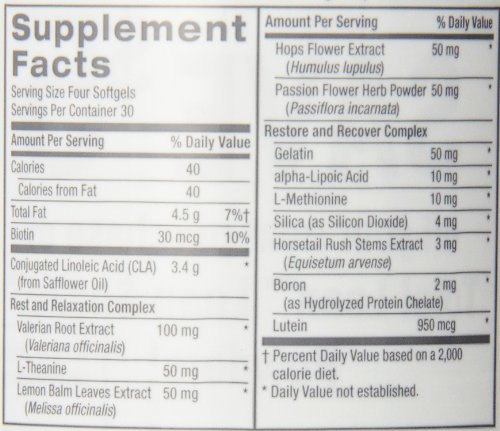 Supplement
Facts
Serving Size Four Softgels
Servings Per Container 30
Amount Per Serving % Daily Value
Calories 40
Calories from Fat 40
Total Fat 4.5 g 7%†
Biotin 30 mcg 10%
Conjugated Linoleic Acid (CLA) 3.4 g *
(from Safflower Oil)
Rest and Relaxation Complex
Valerian Root Extract 100 mg *
(Valeriana officinalis)
L-Theanine 50 mg *
Lemon Balm Leaves Extract 50 mg *
(Melissa officinalis)
Amount Per Serving % Daily Value
Hops Flower Extract 50 mg *
(Humulus lupulus)
Passion Flower Herb Powder 50 mg *
(Passiflora incarnata)
Restore and Recover Complex
Gelatin 50 mg *
alpha-Lipoic Acid 10 mg *
L-Methionine 10 mg *
Silica (as Silicon Dioxide) 4 mg *
Horsetail Rush Stems Extract 3 mg *
(Equisetum arvense)
Boron 2 mg *
(as Hydrolyzed Protein Chelate)
Lutein 950 mcg *
† Percent Daily Value based on a 2,000
calorie diet.
* Daily Value not established.